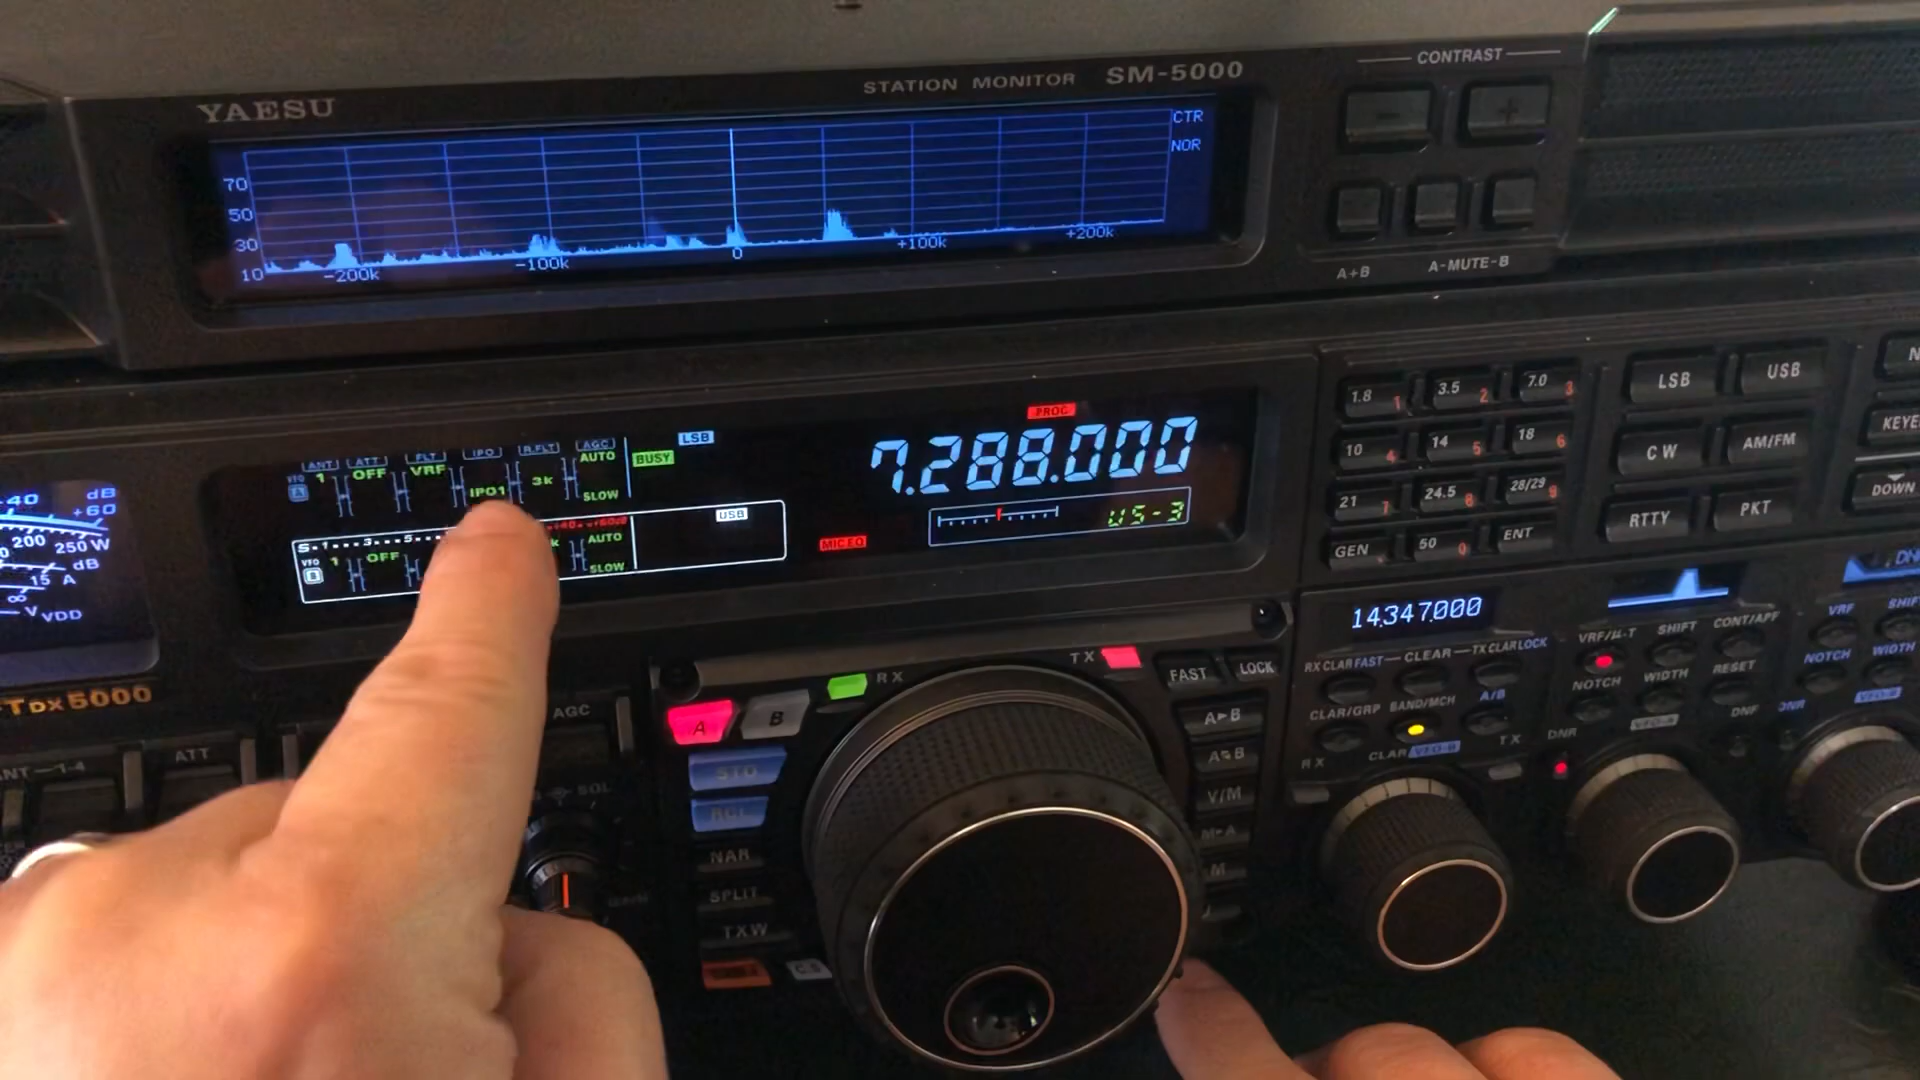 CONTRAST
STATION MONITOR SM-5000
YAESU
- +
CTR
NOR
70
50
30
10
-200k -100k 0 +100k +200k
A+B A-MUTE-B
ANT ATT FLT IPO R.FLT AGC
VFO A 1 OFF VRF IPO1 3k AUTO SLOW
BUSY LSB
PROC
7.288.000
S-1 3 5
USB
VFO B 1 OFF AUTO SLOW
MIC EQ
US-3
1.8 1 3.5 2 7.0 3
10 4 14 5 18 6
21 7 24.5 8 28/29 9
GEN . 50 0 ENT
LSB USB
CW AM/FM
RTTY PKT
KEYE
DOWN
40 dB
+60
200 250 W
dB
15 A
∞
V VDD
TDX5000
14.347.000
RX CLAR FAST CLEAR TX CLAR LOCK
CLAR/GRP BAND/MCH A/B
RX CLAR VFO-B TX
VRF/μ-T SHIFT CONT/APF
NOTCH WIDTH RESET
DNR VFO-A DNF
DNR
VRF SHIF
NOTCH WIDTH
DNR VFO-B
RX
TX FAST LOCK
A B
STO
RCL
NAR
SPLIT
TXW
C.S
A▶B
A⇆B
V/M
M▶A
M
AGC
ATT
ANT 1-4
SQL